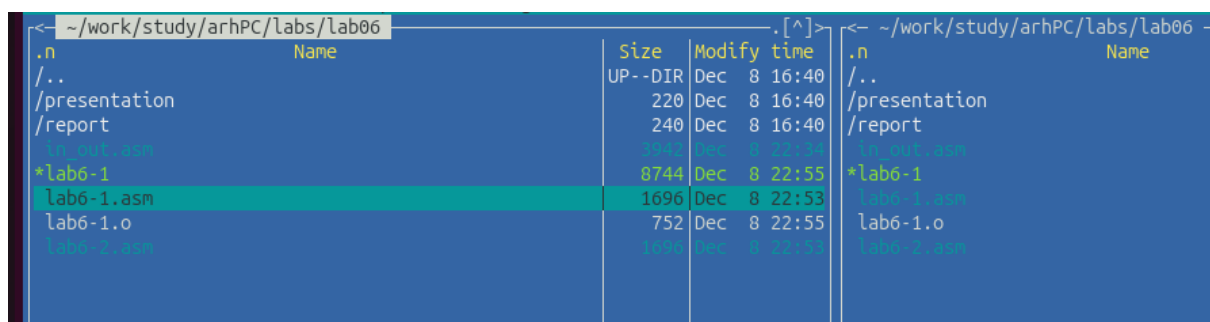 <— ~/work/study/arhPC/labs/lab06 .[^]> <— ~/work/study/arhPC/labs/lab06
.n Name Size Modify time .n Name
/.. UP--DIR Dec 8 16:40 /..
/presentation 220 Dec 8 16:40 /presentation
/report 240 Dec 8 16:40 /report
in_out.asm 3942 Dec 8 22:34 in_out.asm
*lab6-1 8744 Dec 8 22:55 *lab6-1
lab6-1.asm 1696 Dec 8 22:53 lab6-1.asm
lab6-1.o 752 Dec 8 22:55 lab6-1.o
lab6-2.asm 1696 Dec 8 22:53 lab6-2.asm